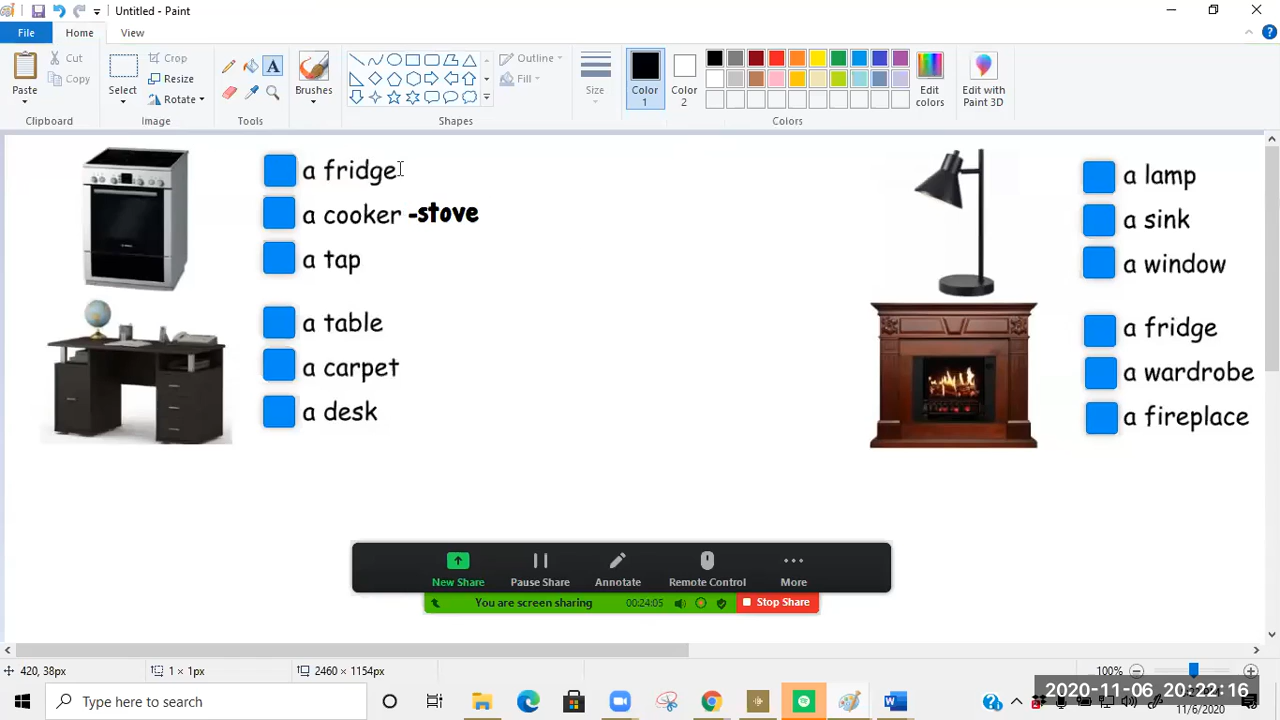 Untitled - Paint
File
Home
View
Paste
Cut
Copy
Clipboard
Select
Crop
Resize
Rotate
Image
A
Tools
Brushes
Outline
Fill
Shapes
Size
Color 1
Color 2
Edit colors
Colors
Edit with Paint 3D
a fridge
a cooker -stove
a tap
a table
a carpet
a desk
a lamp
a sink
a window
a fridge
a wardrobe
a fireplace
New Share
Pause Share
Annotate
Remote Control
More
You are screen sharing
00:24:05
Stop Share
420, 38px
1 × 1px
2460 × 1154px
100%
Type here to search
2020-11-06 20:22:16
11/6/2020